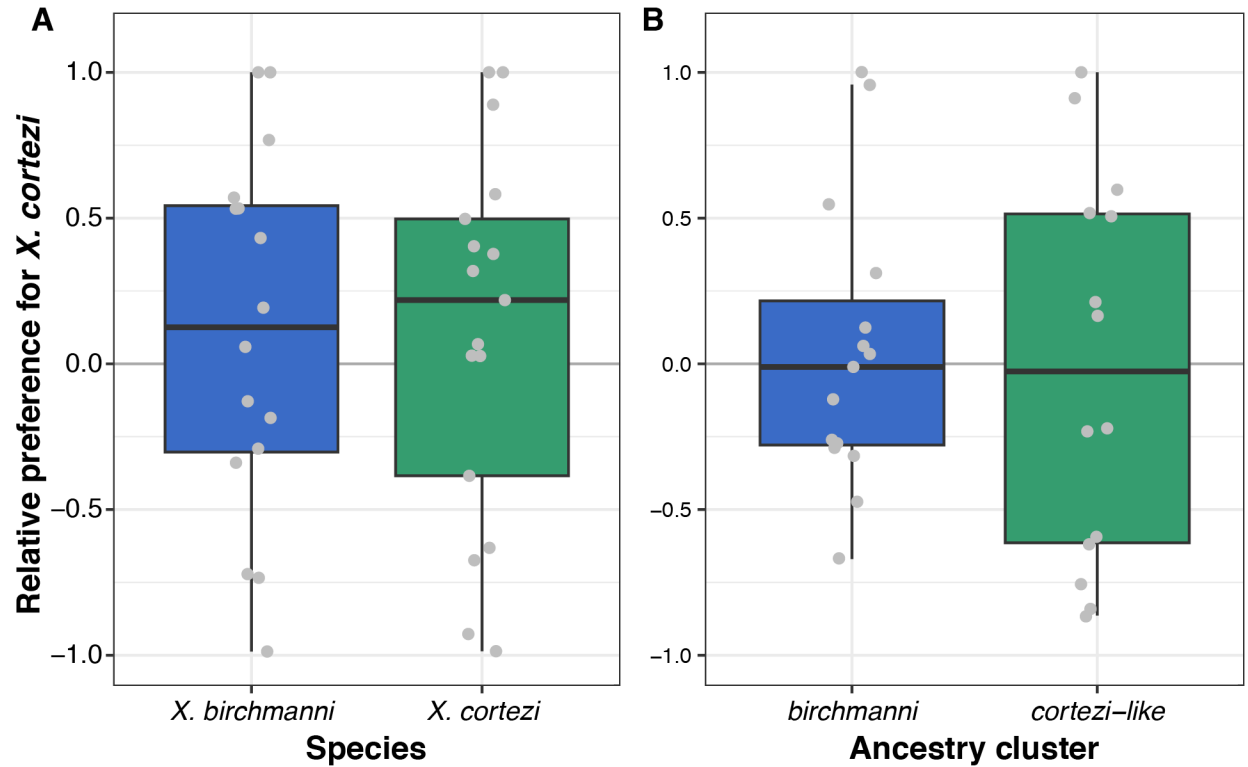 A
B
Relative preference for X. cortezi
1.0
0.5
0.0
−0.5
−1.0
X. birchmanni
X. cortezi
Species
1.0
0.5
0.0
−0.5
−1.0
birchmanni
cortezi−like
Ancestry cluster